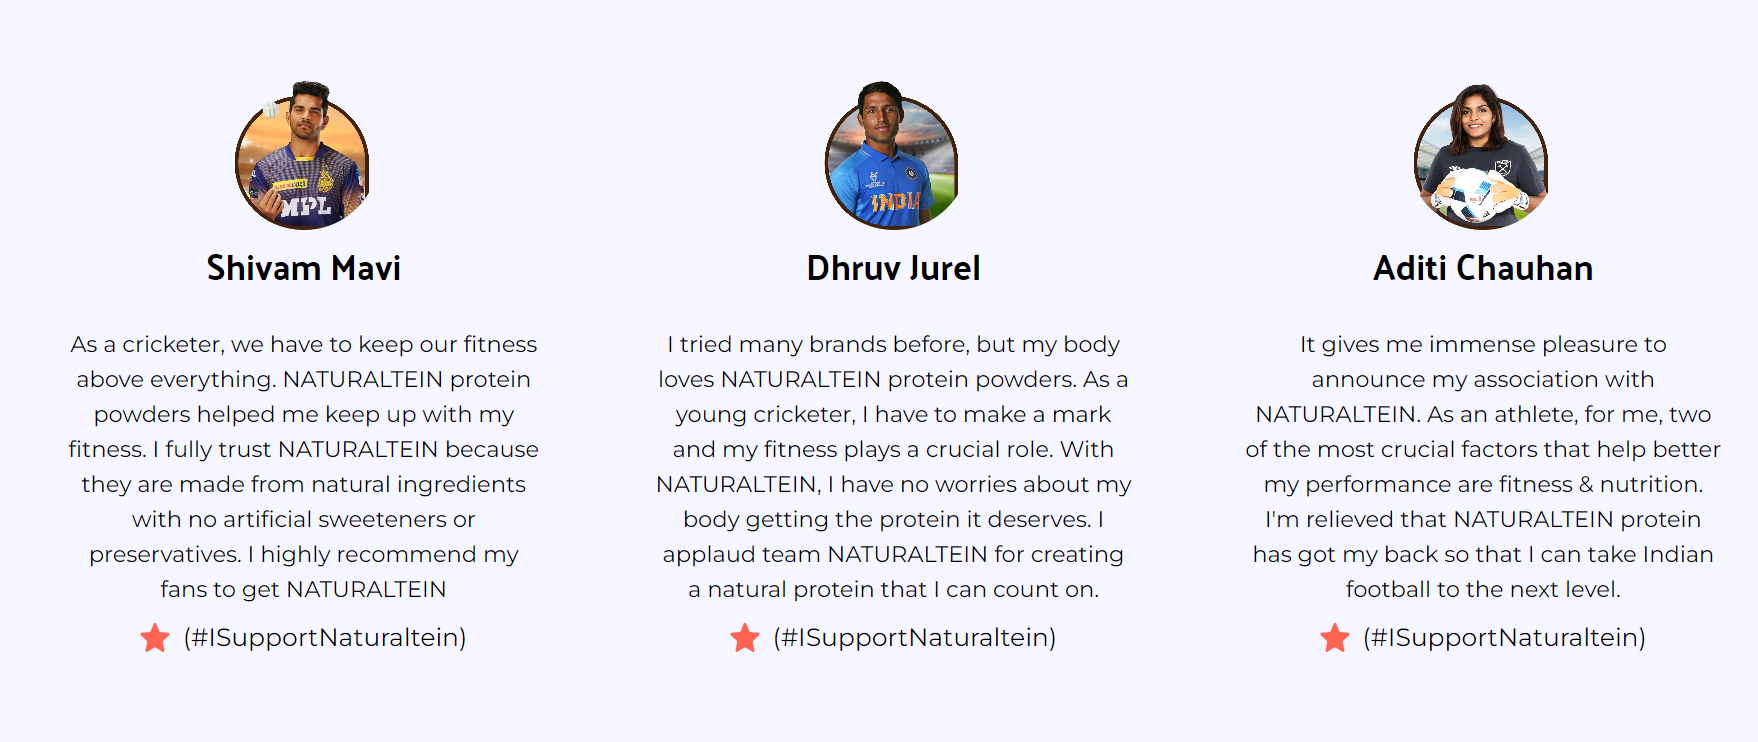 MPL
INDIA
Shivam Mavi
Dhruv Jurel
Aditi Chauhan
As a cricketer, we have to keep our fitness
above everything. NATURALTEIN protein
powders helped me keep up with my
fitness. I fully trust NATURALTEIN because
they are made from natural ingredients
with no artificial sweeteners or
preservatives. I highly recommend my
fans to get NATURALTEIN
(#ISupportNaturaltein)
I tried many brands before, but my body
loves NATURALTEIN protein powders. As a
young cricketer, I have to make a mark
and my fitness plays a crucial role. With
NATURALTEIN, I have no worries about my
body getting the protein it deserves. I
applaud team NATURALTEIN for creating
a natural protein that I can count on.
(#ISupportNaturaltein)
It gives me immense pleasure to
announce my association with
NATURALTEIN. As an athlete, for me, two
of the most crucial factors that help better
my performance are fitness & nutrition.
I'm relieved that NATURALTEIN protein
has got my back so that I can take Indian
football to the next level.
(#ISupportNaturaltein)